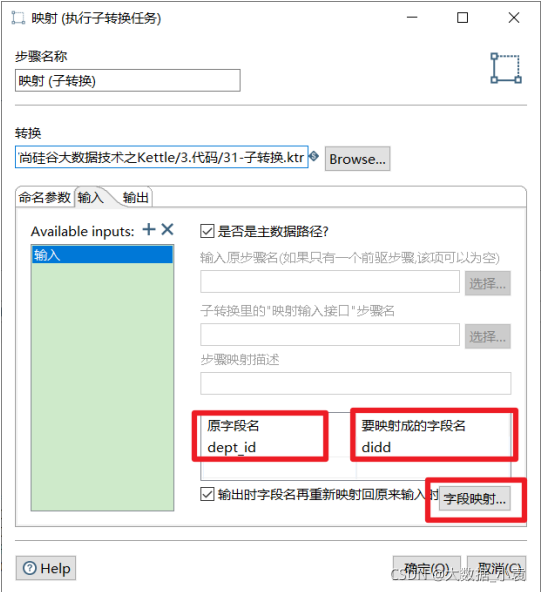 映射 (执行子转换任务)
步骤名称
映射 (子转换)
转换
尚硅谷大数据技术之Kettle/3.代码/31-子转换.ktr
Browse...
命名参数 输入 输出
Available inputs:
是否是主数据路径?
输入
输入原步骤名(如果只有一个前驱步骤,该项可以为空)
选择...
子转换里的"映射输入接口"步骤名
选择...
步骤映射描述
原字段名 要映射成的字段名
dept_id didd
输出时字段名再重新映射回原来输入时
字段映射...
Help 确定(O) 取消(C)
CSDN @大数据_小袁